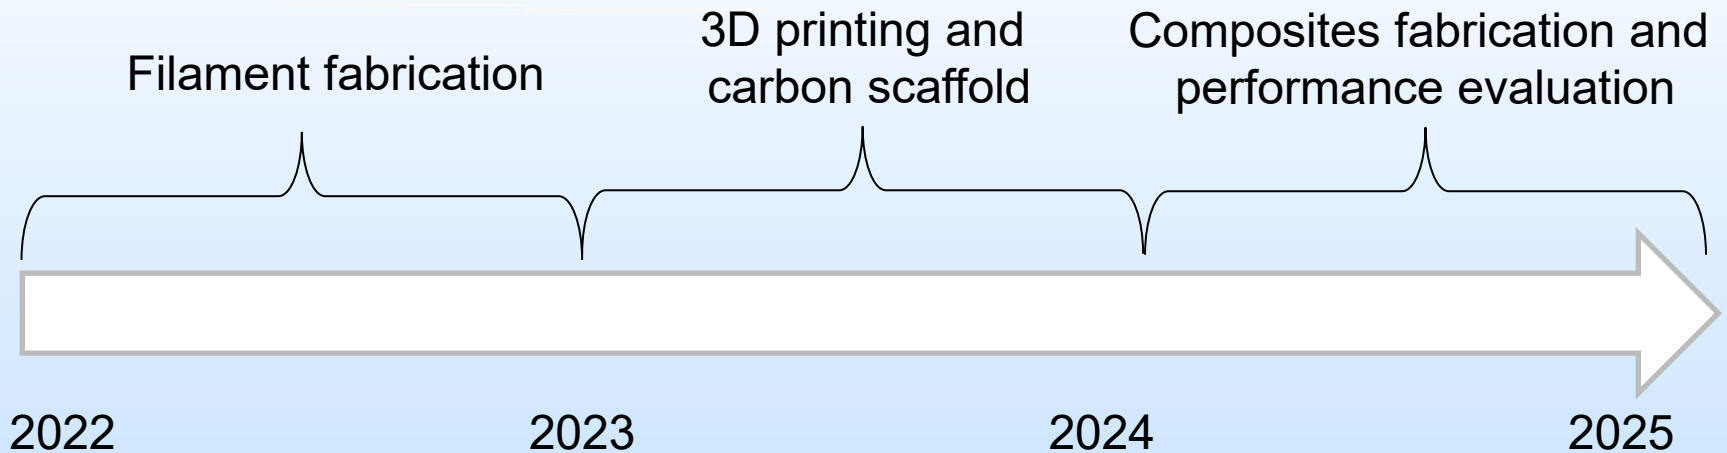 Filament fabrication
3D printing and
carbon scaffold
Composites fabrication and
performance evaluation
2022
2023
2024
2025